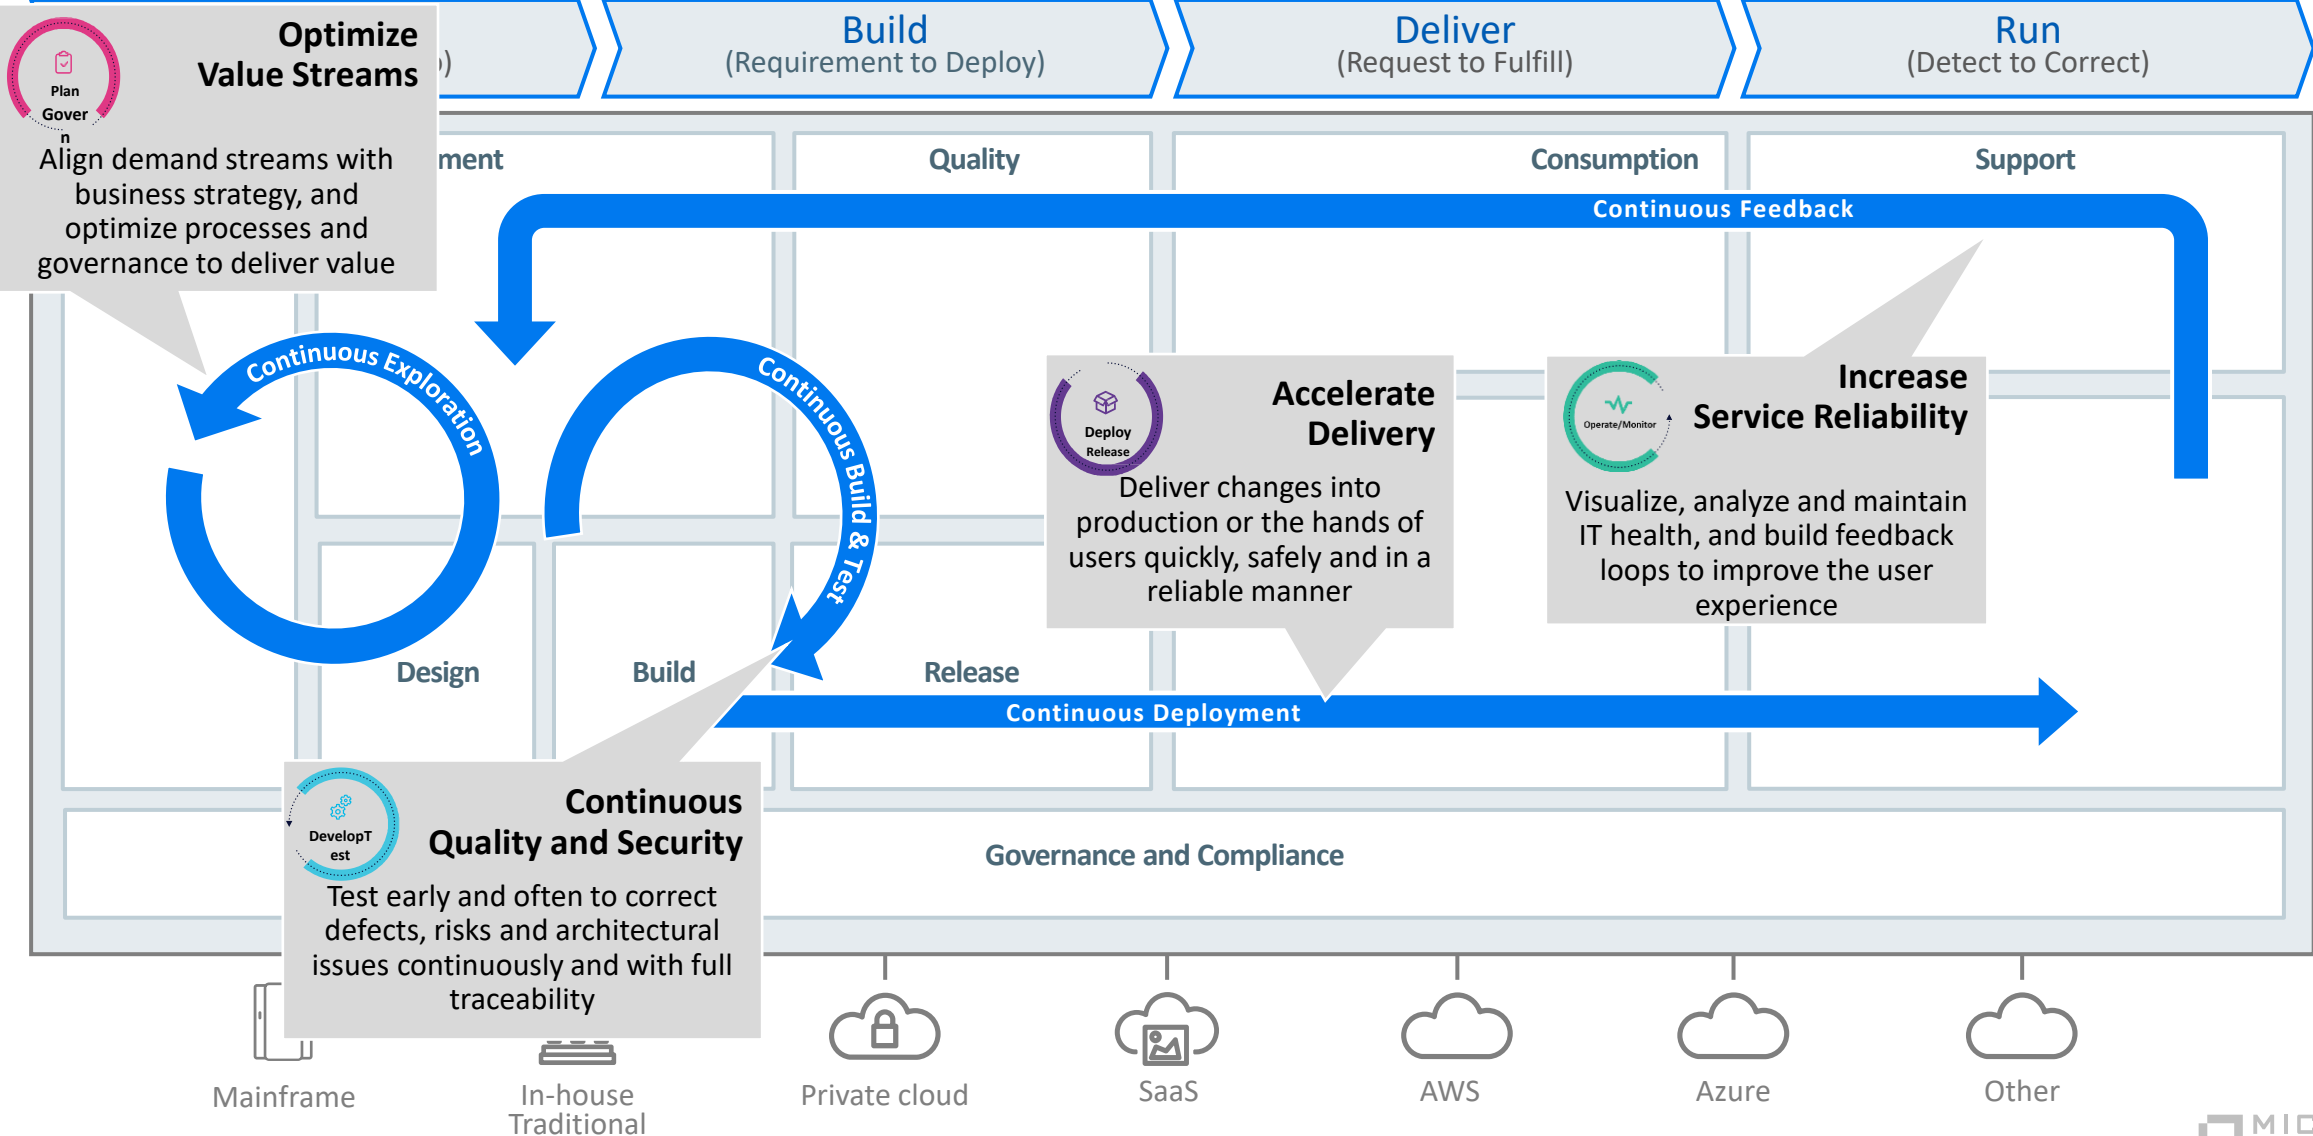 Optimize
Value Streams
Plan
Gover
n
Align demand streams with
business strategy, and
optimize processes and
governance to deliver value
)
Build
(Requirement to Deploy)
Deliver
(Request to Fulfill)
Run
(Detect to Correct)
ment
Quality
Consumption
Support
Continuous Feedback
Continuous Exploration
Continuous Build & Test
Deploy
Release
Accelerate
Delivery
Deliver changes into
production or the hands of
users quickly, safely and in a
reliable manner
Operate/Monitor
Increase
Service Reliability
Visualize, analyze and maintain
IT health, and build feedback
loops to improve the user
experience
Design
Build
Release
Continuous Deployment
DevelopT
est
Continuous
Quality and Security
Test early and often to correct
defects, risks and architectural
issues continuously and with full
traceability
Governance and Compliance
Mainframe
In-house
Traditional
Private cloud
SaaS
AWS
Azure
Other